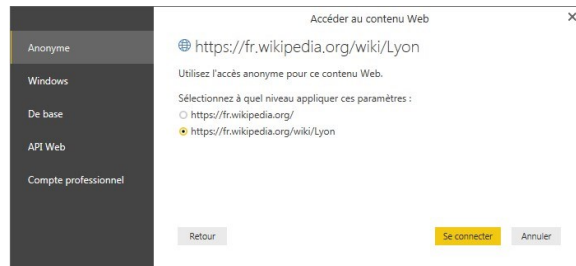 Accéder au contenu Web
Anonyme
Windows
De base
API Web
Compte professionnel
https://fr.wikipedia.org/wiki/Lyon
Utilisez l'accès anonyme pour ce contenu Web.
Sélectionnez à quel niveau appliquer ces paramètres :
https://fr.wikipedia.org/
https://fr.wikipedia.org/wiki/Lyon
Retour
Se connecter
Annuler